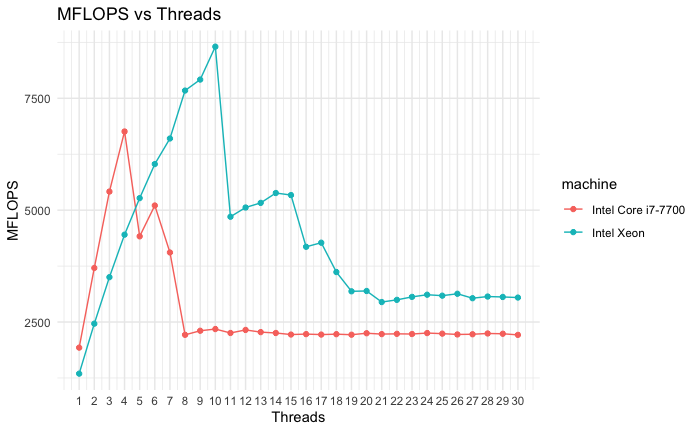 MFLOPS vs Threads
MFLOPS
7500
5000
2500
1 2 3 4 5 6 7 8 9 10 11 12 13 14 15 16 17 18 19 20 21 22 23 24 25 26 27 28 29 30
Threads
machine
Intel Core i7-7700
Intel Xeon